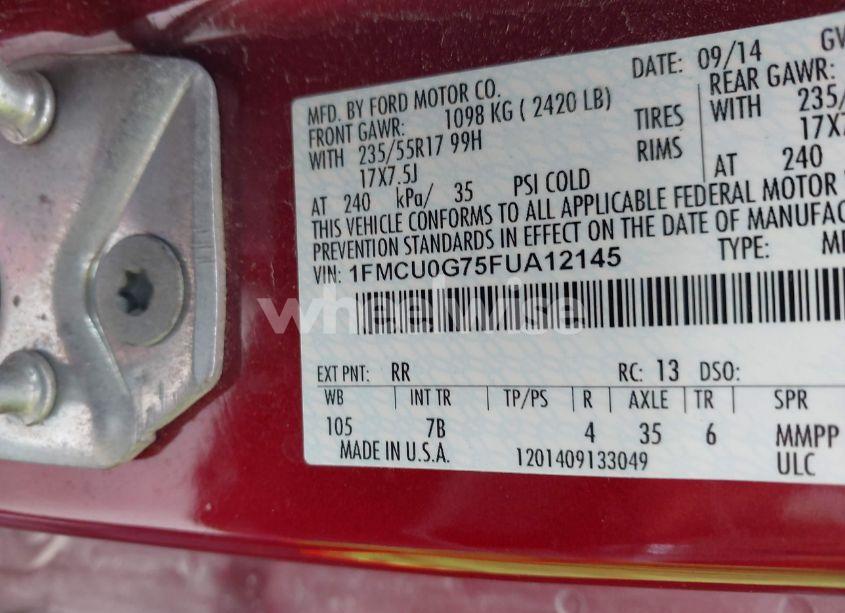 DATE: 09/14 GV
MFD. BY FORD MOTOR CO.
FRONT GAWR: 1098 KG ( 2420 LB) REAR GAWR:
WITH 235/55R17 99H TIRES WITH 235/
17X7.5J RIMS 17X7.
AT 240 kPa/ 35 PSI COLD AT 240
THIS VEHICLE CONFORMS TO ALL APPLICABLE FEDERAL MOTOR
PREVENTION STANDARDS IN EFFECT ON THE DATE OF MANUFAC
VIN: 1FMCU0G75FUA12145 TYPE: MP
wheelwise
EXT PNT: RR RC: 13 DSO:
WB INT TR TP/PS R AXLE TR SPR
105 7B 4 35 6 MMPP
MADE IN U.S.A. 1201409133049 ULC